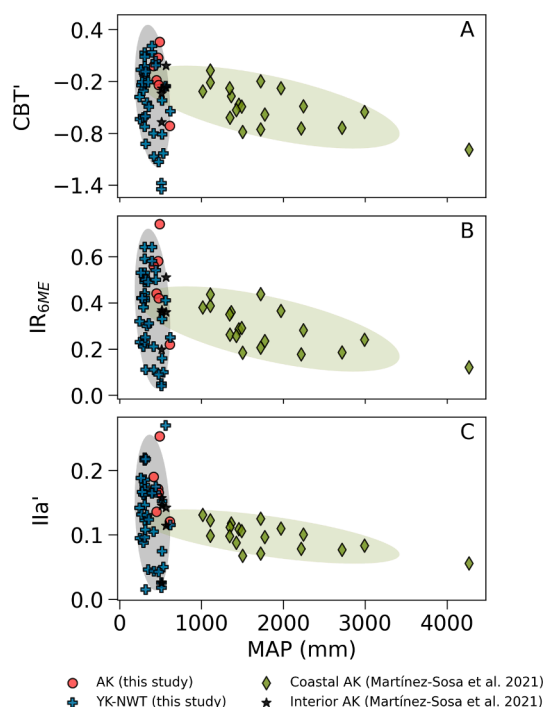 A
0.4
−0.2
−0.8
−1.4
CBT'
B
0.6
0.4
0.2
0.0
IR6ME
C
0.2
0.1
0.0
IIa'
0 1000 2000 3000 4000
MAP (mm)
AK (this study) Coastal AK (Martínez-Sosa et al. 2021)
YK-NWT (this study) Interior AK (Martínez-Sosa et al. 2021)